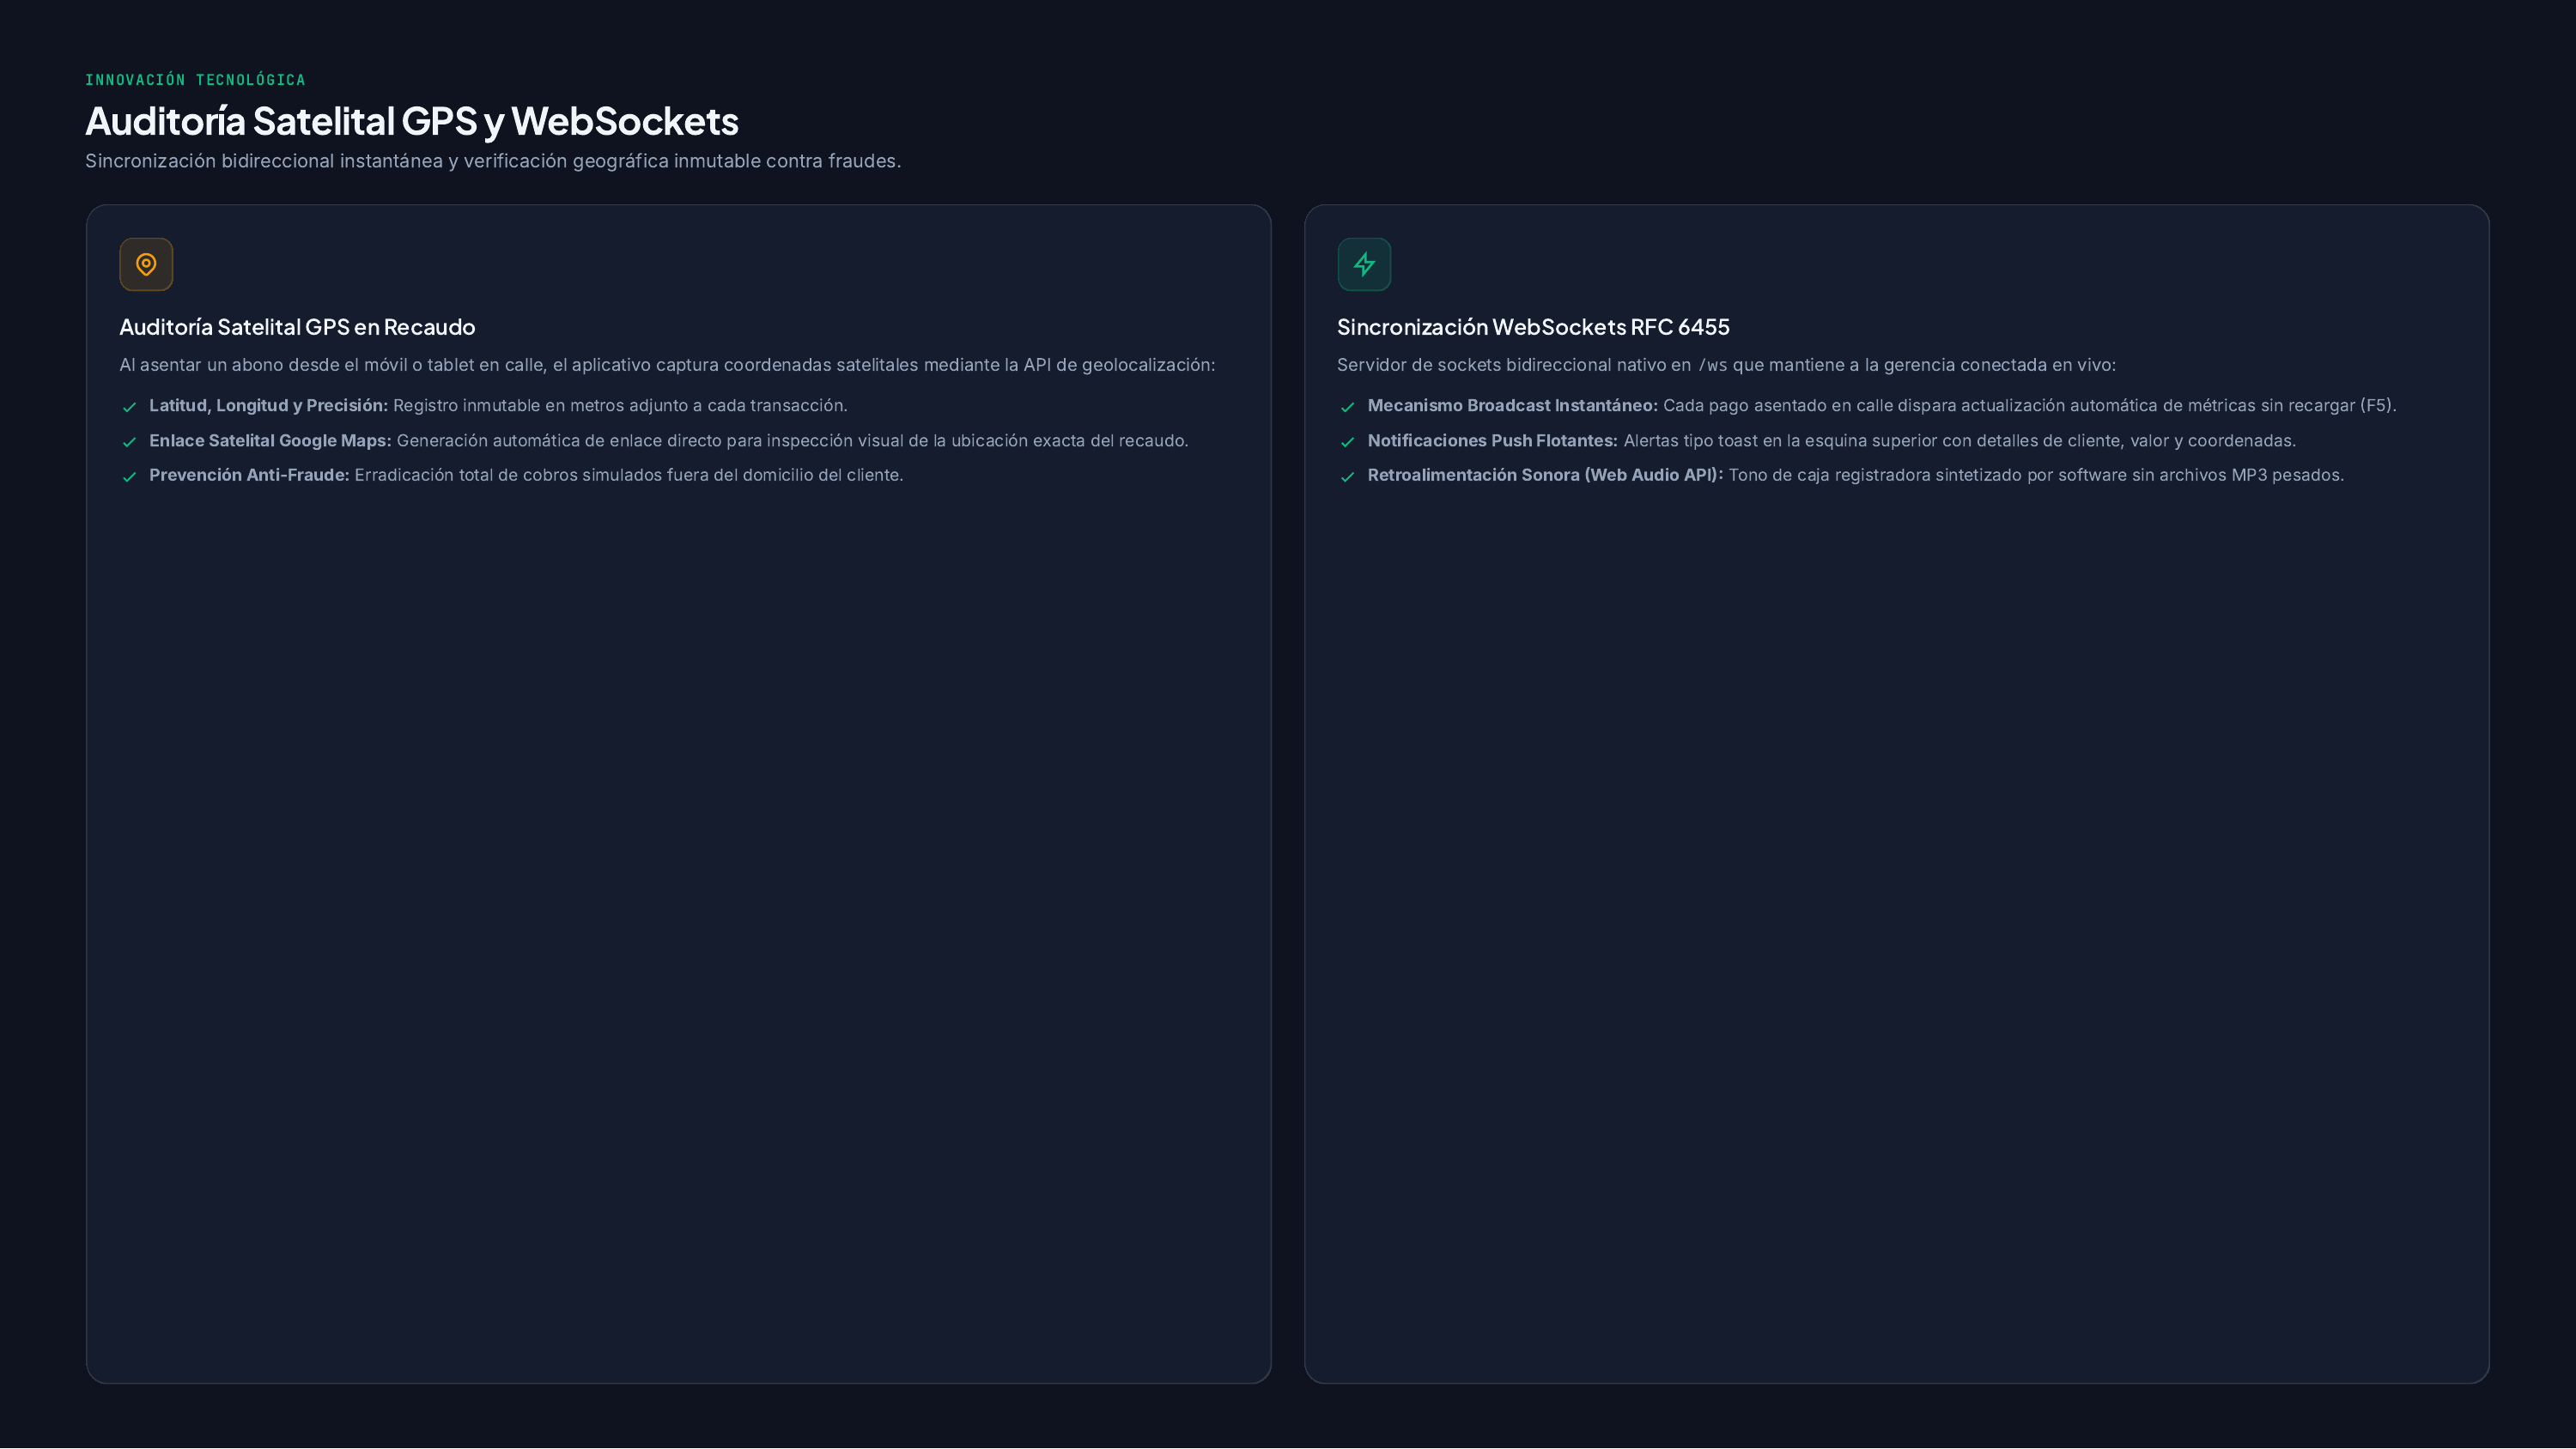 INNOVACIÓN TECNOLÓGICA
Auditoría Satelital GPS y WebSockets
Sincronización bidireccional instantánea y verificación geográfica inmutable contra fraudes.
Auditoría Satelital GPS en Recaudo
Al asentar un abono desde el móvil o tablet en calle, el aplicativo captura coordenadas satelitales mediante la API de geolocalización:
Latitud, Longitud y Precisión: Registro inmutable en metros adjunto a cada transacción.
Enlace Satelital Google Maps: Generación automática de enlace directo para inspección visual de la ubicación exacta del recaudo.
Prevención Anti-Fraude: Erradicación total de cobros simulados fuera del domicilio del cliente.
Sincronización WebSockets RFC 6455
Servidor de sockets bidireccional nativo en /ws que mantiene a la gerencia conectada en vivo:
Mecanismo Broadcast Instantáneo: Cada pago asentado en calle dispara actualización automática de métricas sin recargar (F5).
Notificaciones Push Flotantes: Alertas tipo toast en la esquina superior con detalles de cliente, valor y coordenadas.
Retroalimentación Sonora (Web Audio API): Tono de caja registradora sintetizado por software sin archivos MP3 pesados.